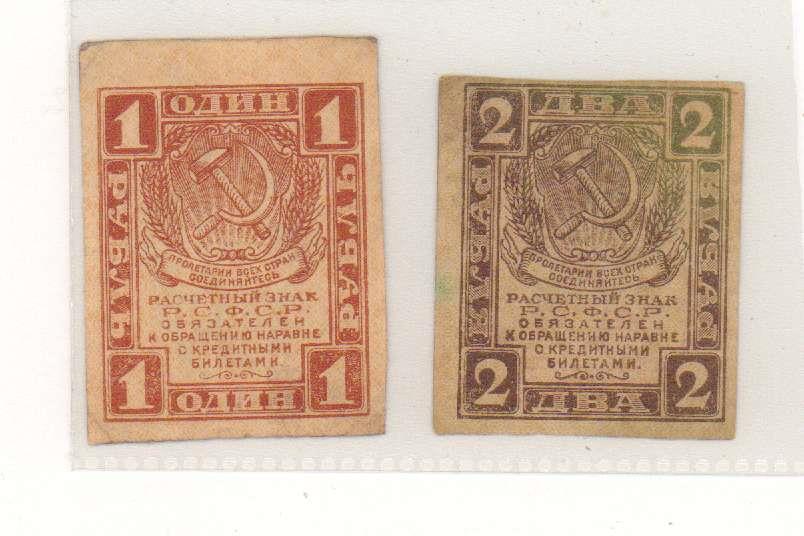 1 ОДИН 1
РУБЛЬ
РУБЛЬ
ПРОЛЕТАРИИ ВСЕХ СТРАН
СОЕДИНЯЙТЕСЬ
РАСЧЕТНЫЙ ЗНАК
Р.С.Ф.С.Р.
ОБЯЗАТЕЛЕН
К ОБРАЩЕНИЮ НАРАВНЕ
С КРЕДИТНЫМИ
БИЛЕТАМИ.
1 ОДИН 1
2 ДВА 2
РУБЛЯ
РУБЛЯ
ПРОЛЕТАРИИ ВСЕХ СТРАН
СОЕДИНЯЙТЕСЬ
РАСЧЕТНЫЙ ЗНАК
Р.С.Ф.С.Р.
ОБЯЗАТЕЛЕН
К ОБРАЩЕНИЮ НАРАВНЕ
С КРЕДИТНЫМИ
БИЛЕТАМИ.
2 ДВА 2